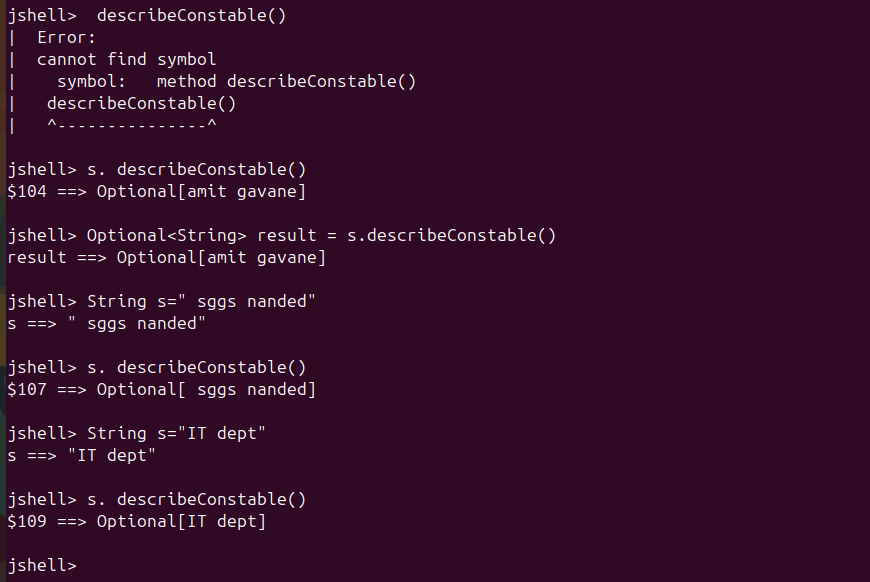 jshell>  describeConstable()
|  Error:
|  cannot find symbol
|    symbol:   method describeConstable()
|   describeConstable()
|   ^---------------^
jshell> s. describeConstable()
$104 ==> Optional[amit gavane]
jshell> Optional<String> result = s.describeConstable()
result ==> Optional[amit gavane]
jshell> String s=" sggs nanded"
s ==> " sggs nanded"
jshell> s. describeConstable()
$107 ==> Optional[ sggs nanded]
jshell> String s="IT dept"
s ==> "IT dept"
jshell> s. describeConstable()
$109 ==> Optional[IT dept]
jshell>